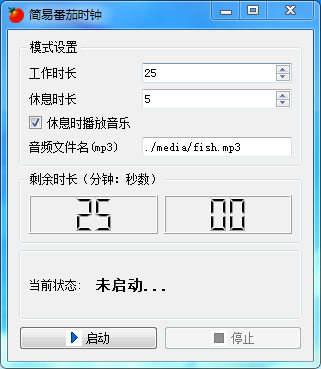 简易番茄时钟
模式设置
工作时长 25
休息时长 5
休息时播放音乐
音频文件名(mp3) ./media/fish.mp3
剩余时长(分钟：秒数)
25 00
当前状态: 未启动...
启动 停止